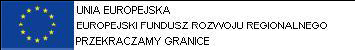 UNIA EUROPEJSKA
EUROPEJSKI FUNDUSZ ROZWOJU REGIONALNEGO
PRZEKRACZAMY GRANICE